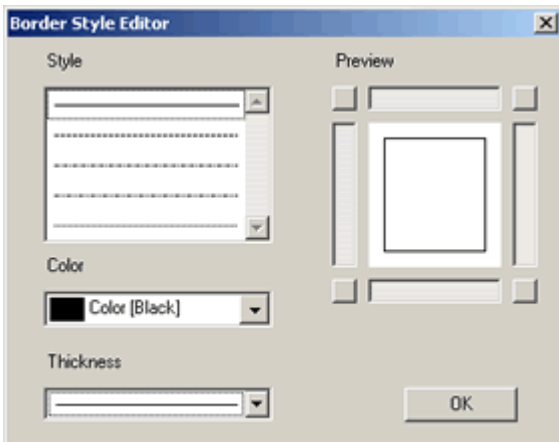 Border Style Editor
Style
Preview
Color
Color [Black]
Thickness
OK